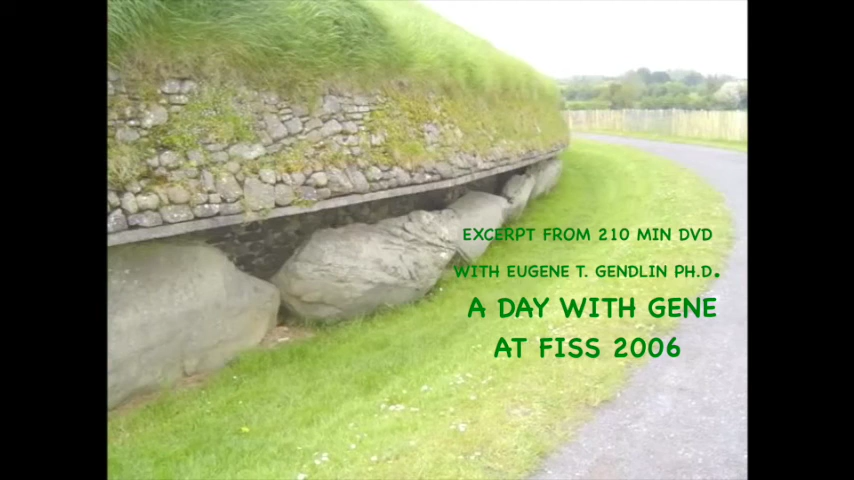 EXCERPT FROM 210 MIN DVD
WITH EUGENE T. GENDLIN PH.D.
A DAY WITH GENE
AT FISS 2006